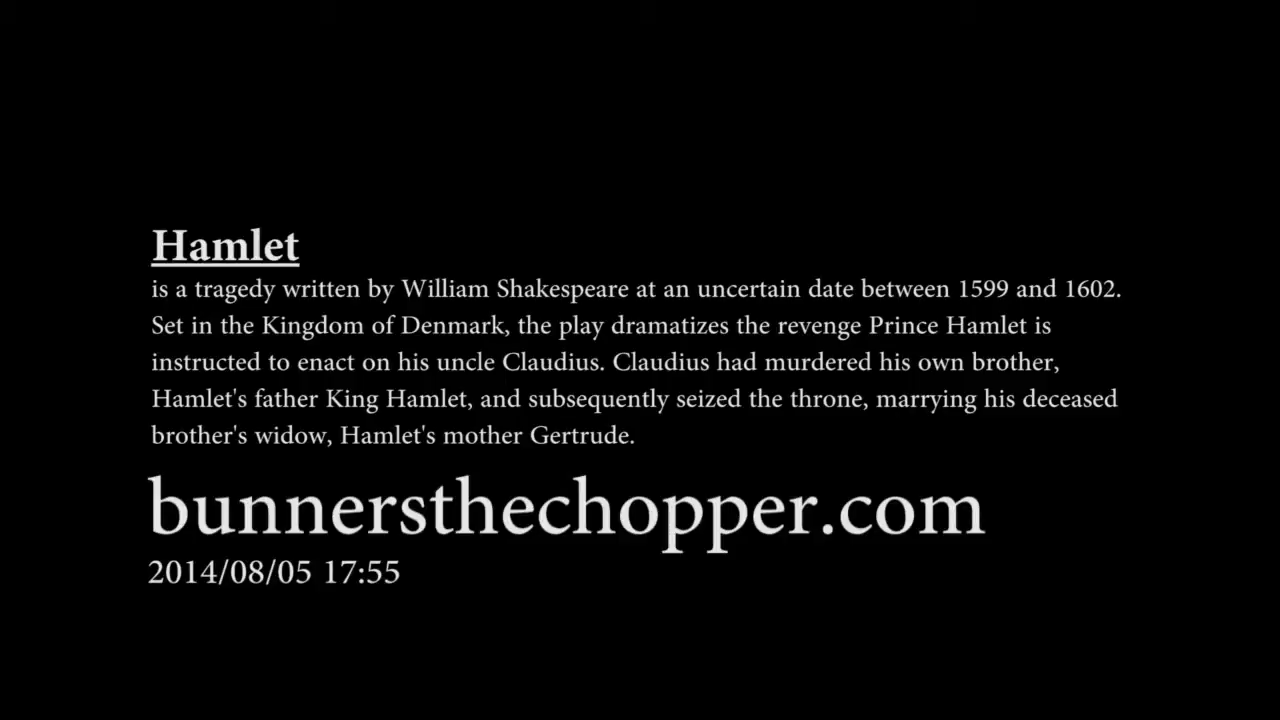 Hamlet
is a tragedy written by William Shakespeare at an uncertain date between 1599 and 1602.
Set in the Kingdom of Denmark, the play dramatizes the revenge Prince Hamlet is
instructed to enact on his uncle Claudius. Claudius had murdered his own brother,
Hamlet's father King Hamlet, and subsequently seized the throne, marrying his deceased
brother's widow, Hamlet's mother Gertrude.
bunnersthechopper.com
2014/08/05 17:55